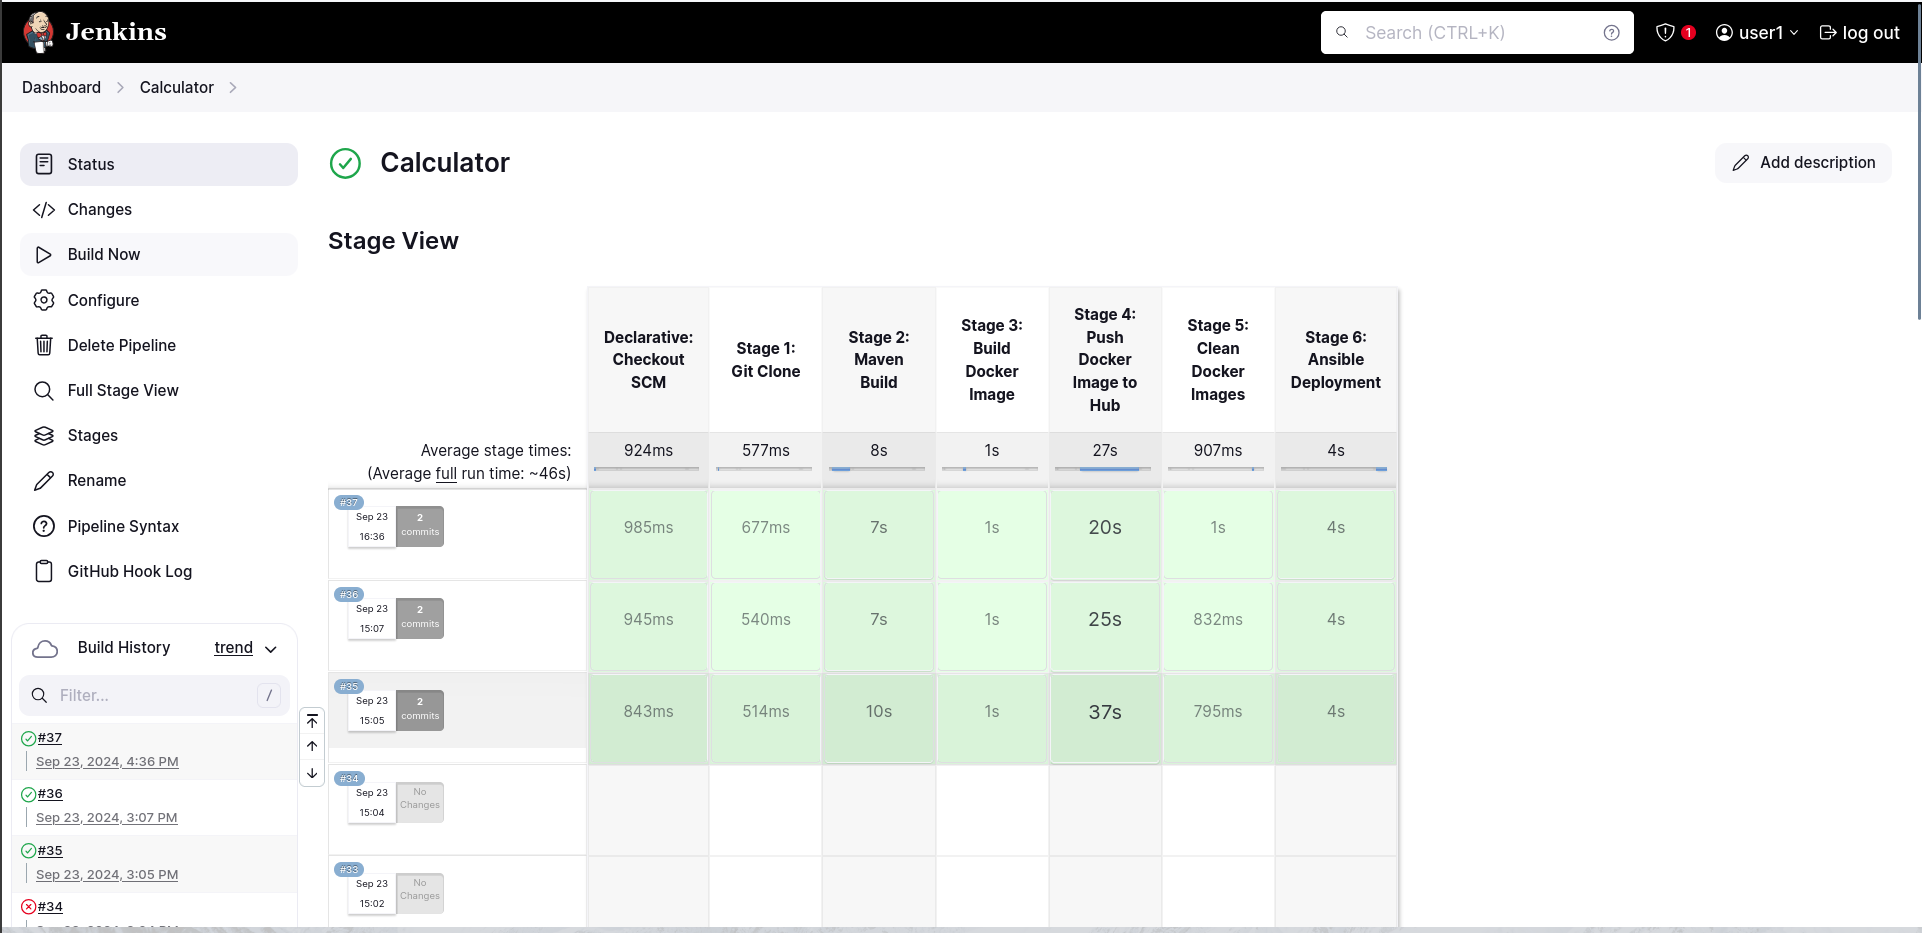 Jenkins
Search (CTRL+K)
1
user1
log out
Dashboard
Calculator
Status
Changes
Build Now
Configure
Delete Pipeline
Full Stage View
Stages
Rename
Pipeline Syntax
GitHub Hook Log
Build History
trend
Filter...
/
#37
Sep 23, 2024, 4:36 PM
#36
Sep 23, 2024, 3:07 PM
#35
Sep 23, 2024, 3:05 PM
#34
Calculator
Add description
Stage View
Declarative:
Checkout
SCM
Stage 1:
Git Clone
Stage 2:
Maven
Build
Stage 3:
Build
Docker
Image
Stage 4:
Push
Docker
Image to
Hub
Stage 5:
Clean
Docker
Images
Stage 6:
Ansible
Deployment
Average stage times:
(Average full run time: ~46s)
924ms
577ms
8s
1s
27s
907ms
4s
#37
Sep 23
16:36
2
commits
985ms
677ms
7s
1s
20s
1s
4s
#36
Sep 23
15:07
2
commits
945ms
540ms
7s
1s
25s
832ms
4s
#35
Sep 23
15:05
2
commits
843ms
514ms
10s
1s
37s
795ms
4s
#34
Sep 23
15:04
No
Changes
#33
Sep 23
15:02
No
Changes